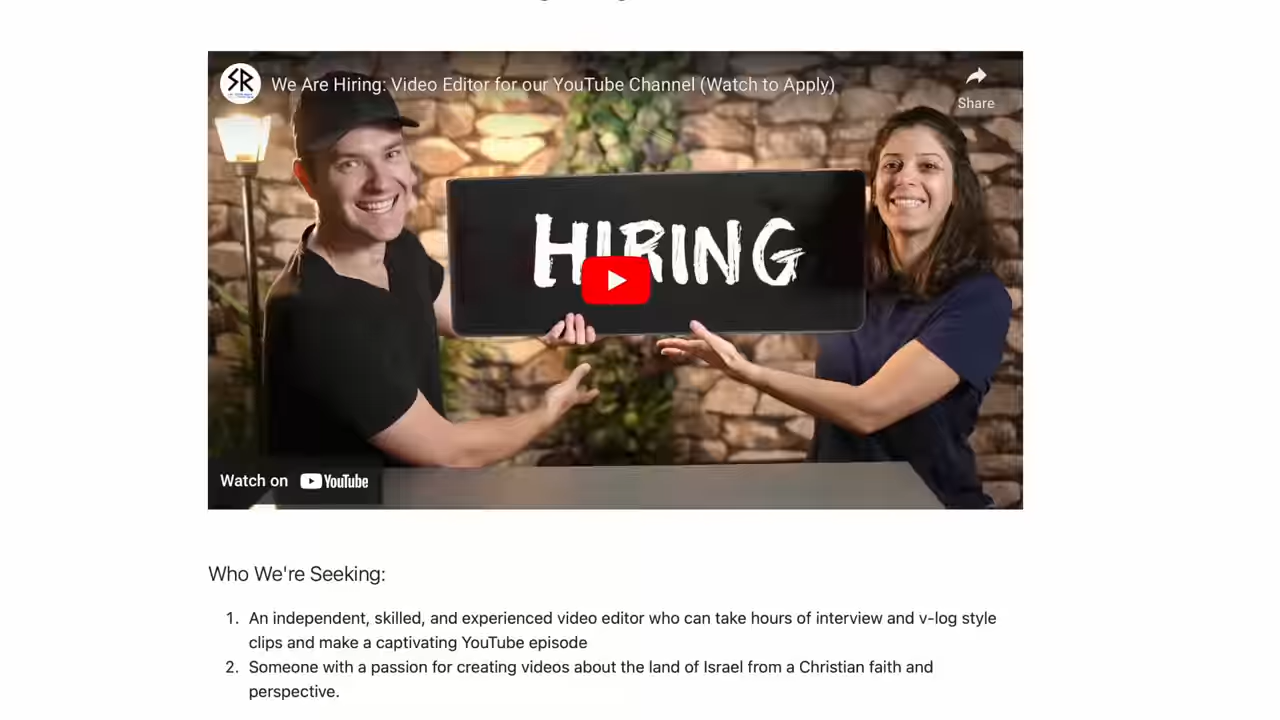 SR
We Are Hiring: Video Editor for our YouTube Channel (Watch to Apply)
Share
HIRING
Watch on YouTube
Who We're Seeking:
1. An independent, skilled, and experienced video editor who can take hours of interview and v-log style
clips and make a captivating YouTube episode
2. Someone with a passion for creating videos about the land of Israel from a Christian faith and
perspective.